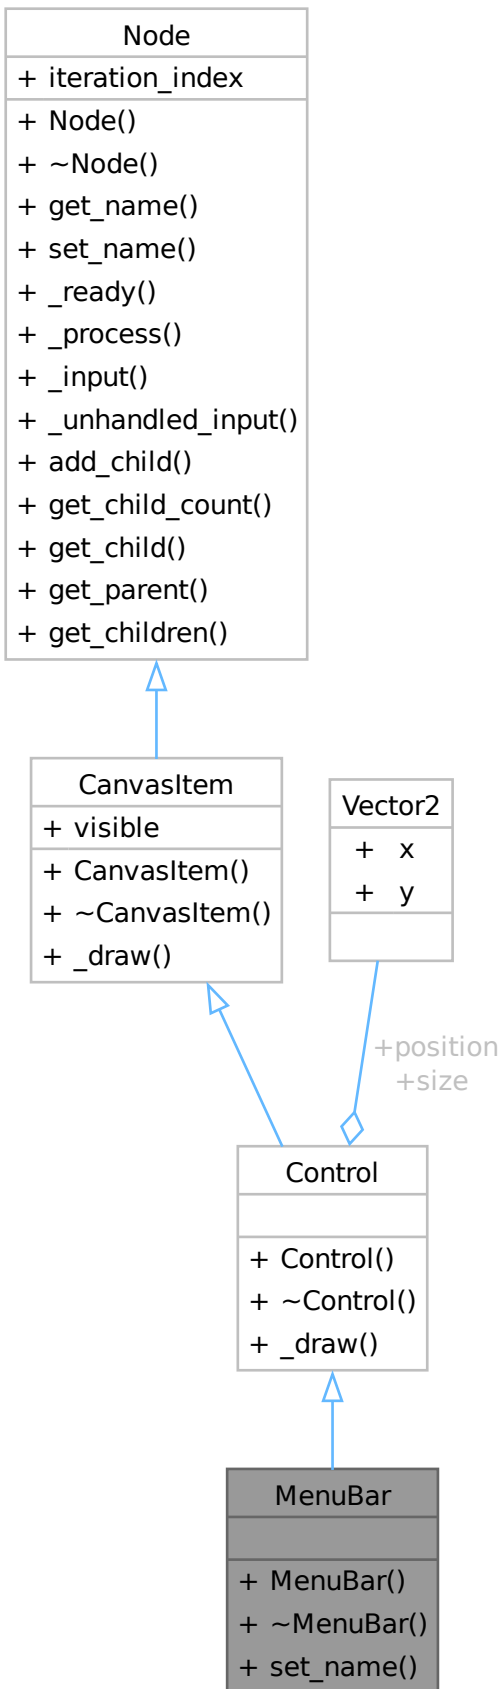 Node
+ iteration_index
+ Node()
+ ~Node()
+ get_name()
+ set_name()
+ _ready()
+ _process()
+ _input()
+ _unhandled_input()
+ add_child()
+ get_child_count()
+ get_child()
+ get_parent()
+ get_children()
CanvasItem
+ visible
+ CanvasItem()
+ ~CanvasItem()
+ _draw()
Vector2
+ x
+ y
+position
+size
Control
+ Control()
+ ~Control()
+ _draw()
MenuBar
+ MenuBar()
+ ~MenuBar()
+ set_name()